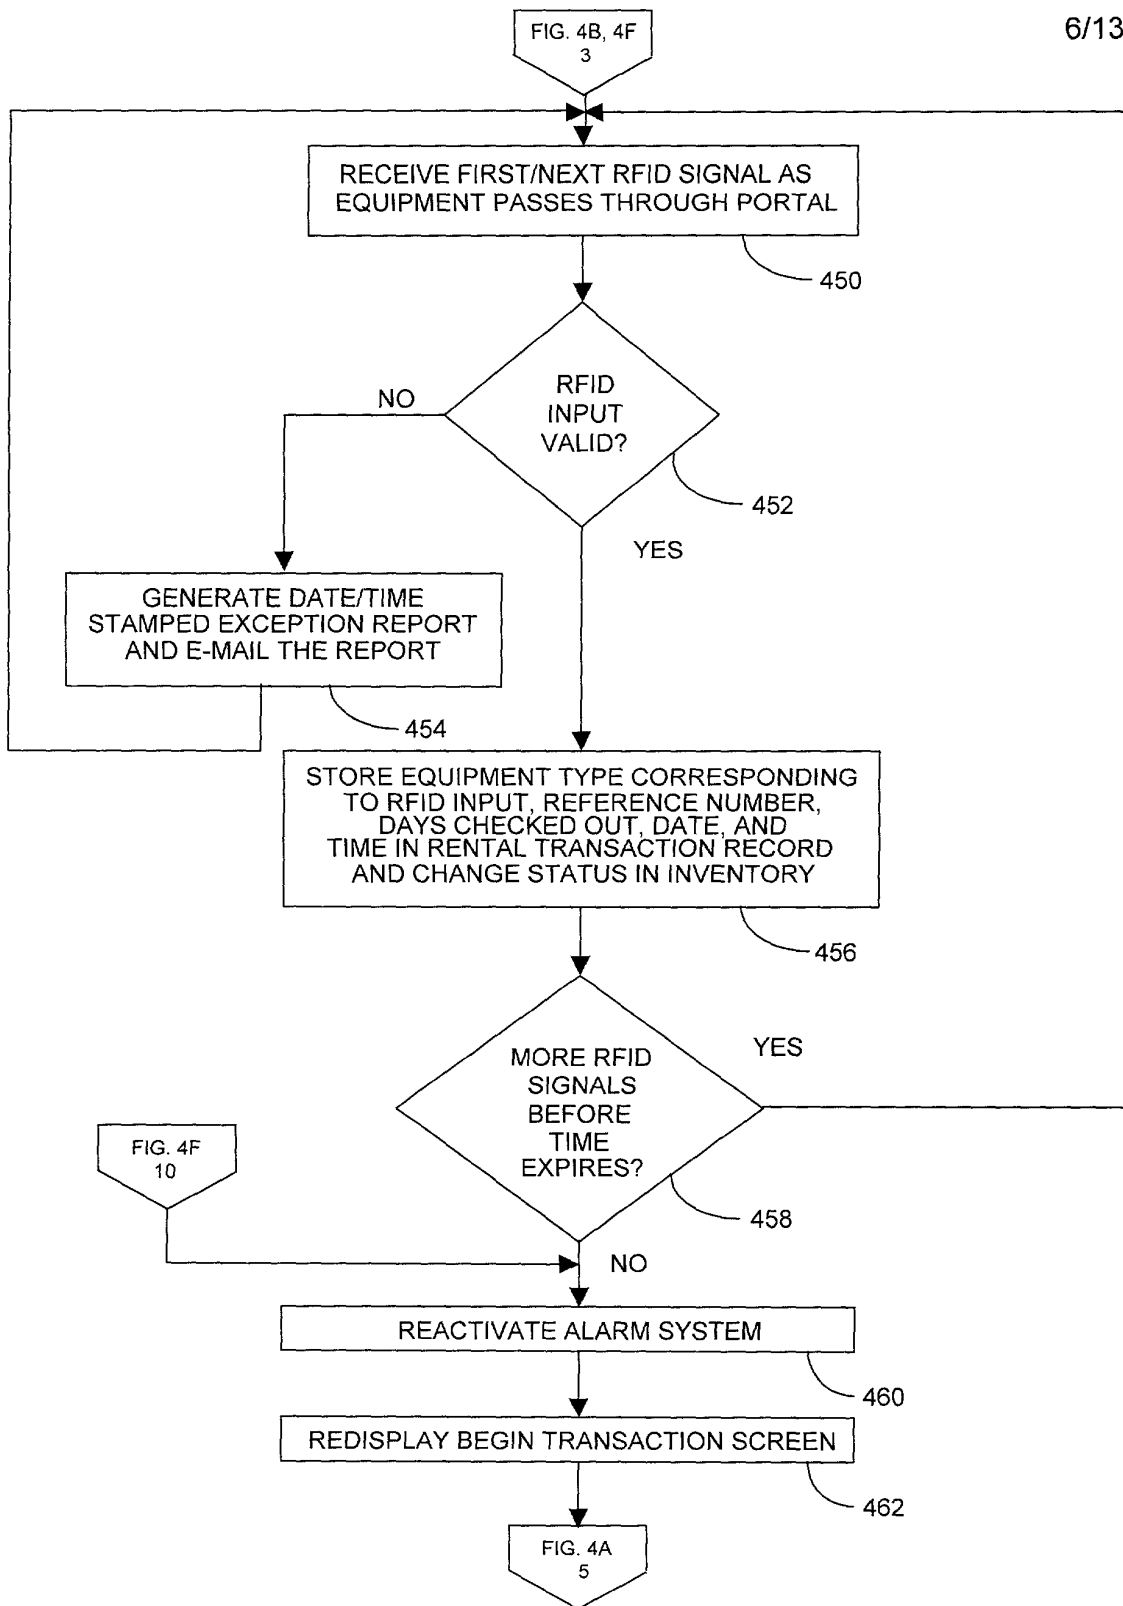 6/13
FIG. 4B, 4F
3
RECEIVE FIRST/NEXT RFID SIGNAL AS
EQUIPMENT PASSES THROUGH PORTAL
450
RFID
INPUT
VALID?
NO
452
YES
GENERATE DATE/TIME
STAMPED EXCEPTION REPORT
AND E-MAIL THE REPORT
454
STORE EQUIPMENT TYPE CORRESPONDING
TO RFID INPUT, REFERENCE NUMBER,
DAYS CHECKED OUT, DATE, AND
TIME IN RENTAL TRANSACTION RECORD
AND CHANGE STATUS IN INVENTORY
456
MORE RFID
SIGNALS
BEFORE
TIME
EXPIRES?
YES
FIG. 4F
10
458
NO
REACTIVATE ALARM SYSTEM
460
REDISPLAY BEGIN TRANSACTION SCREEN
462
FIG. 4A
5